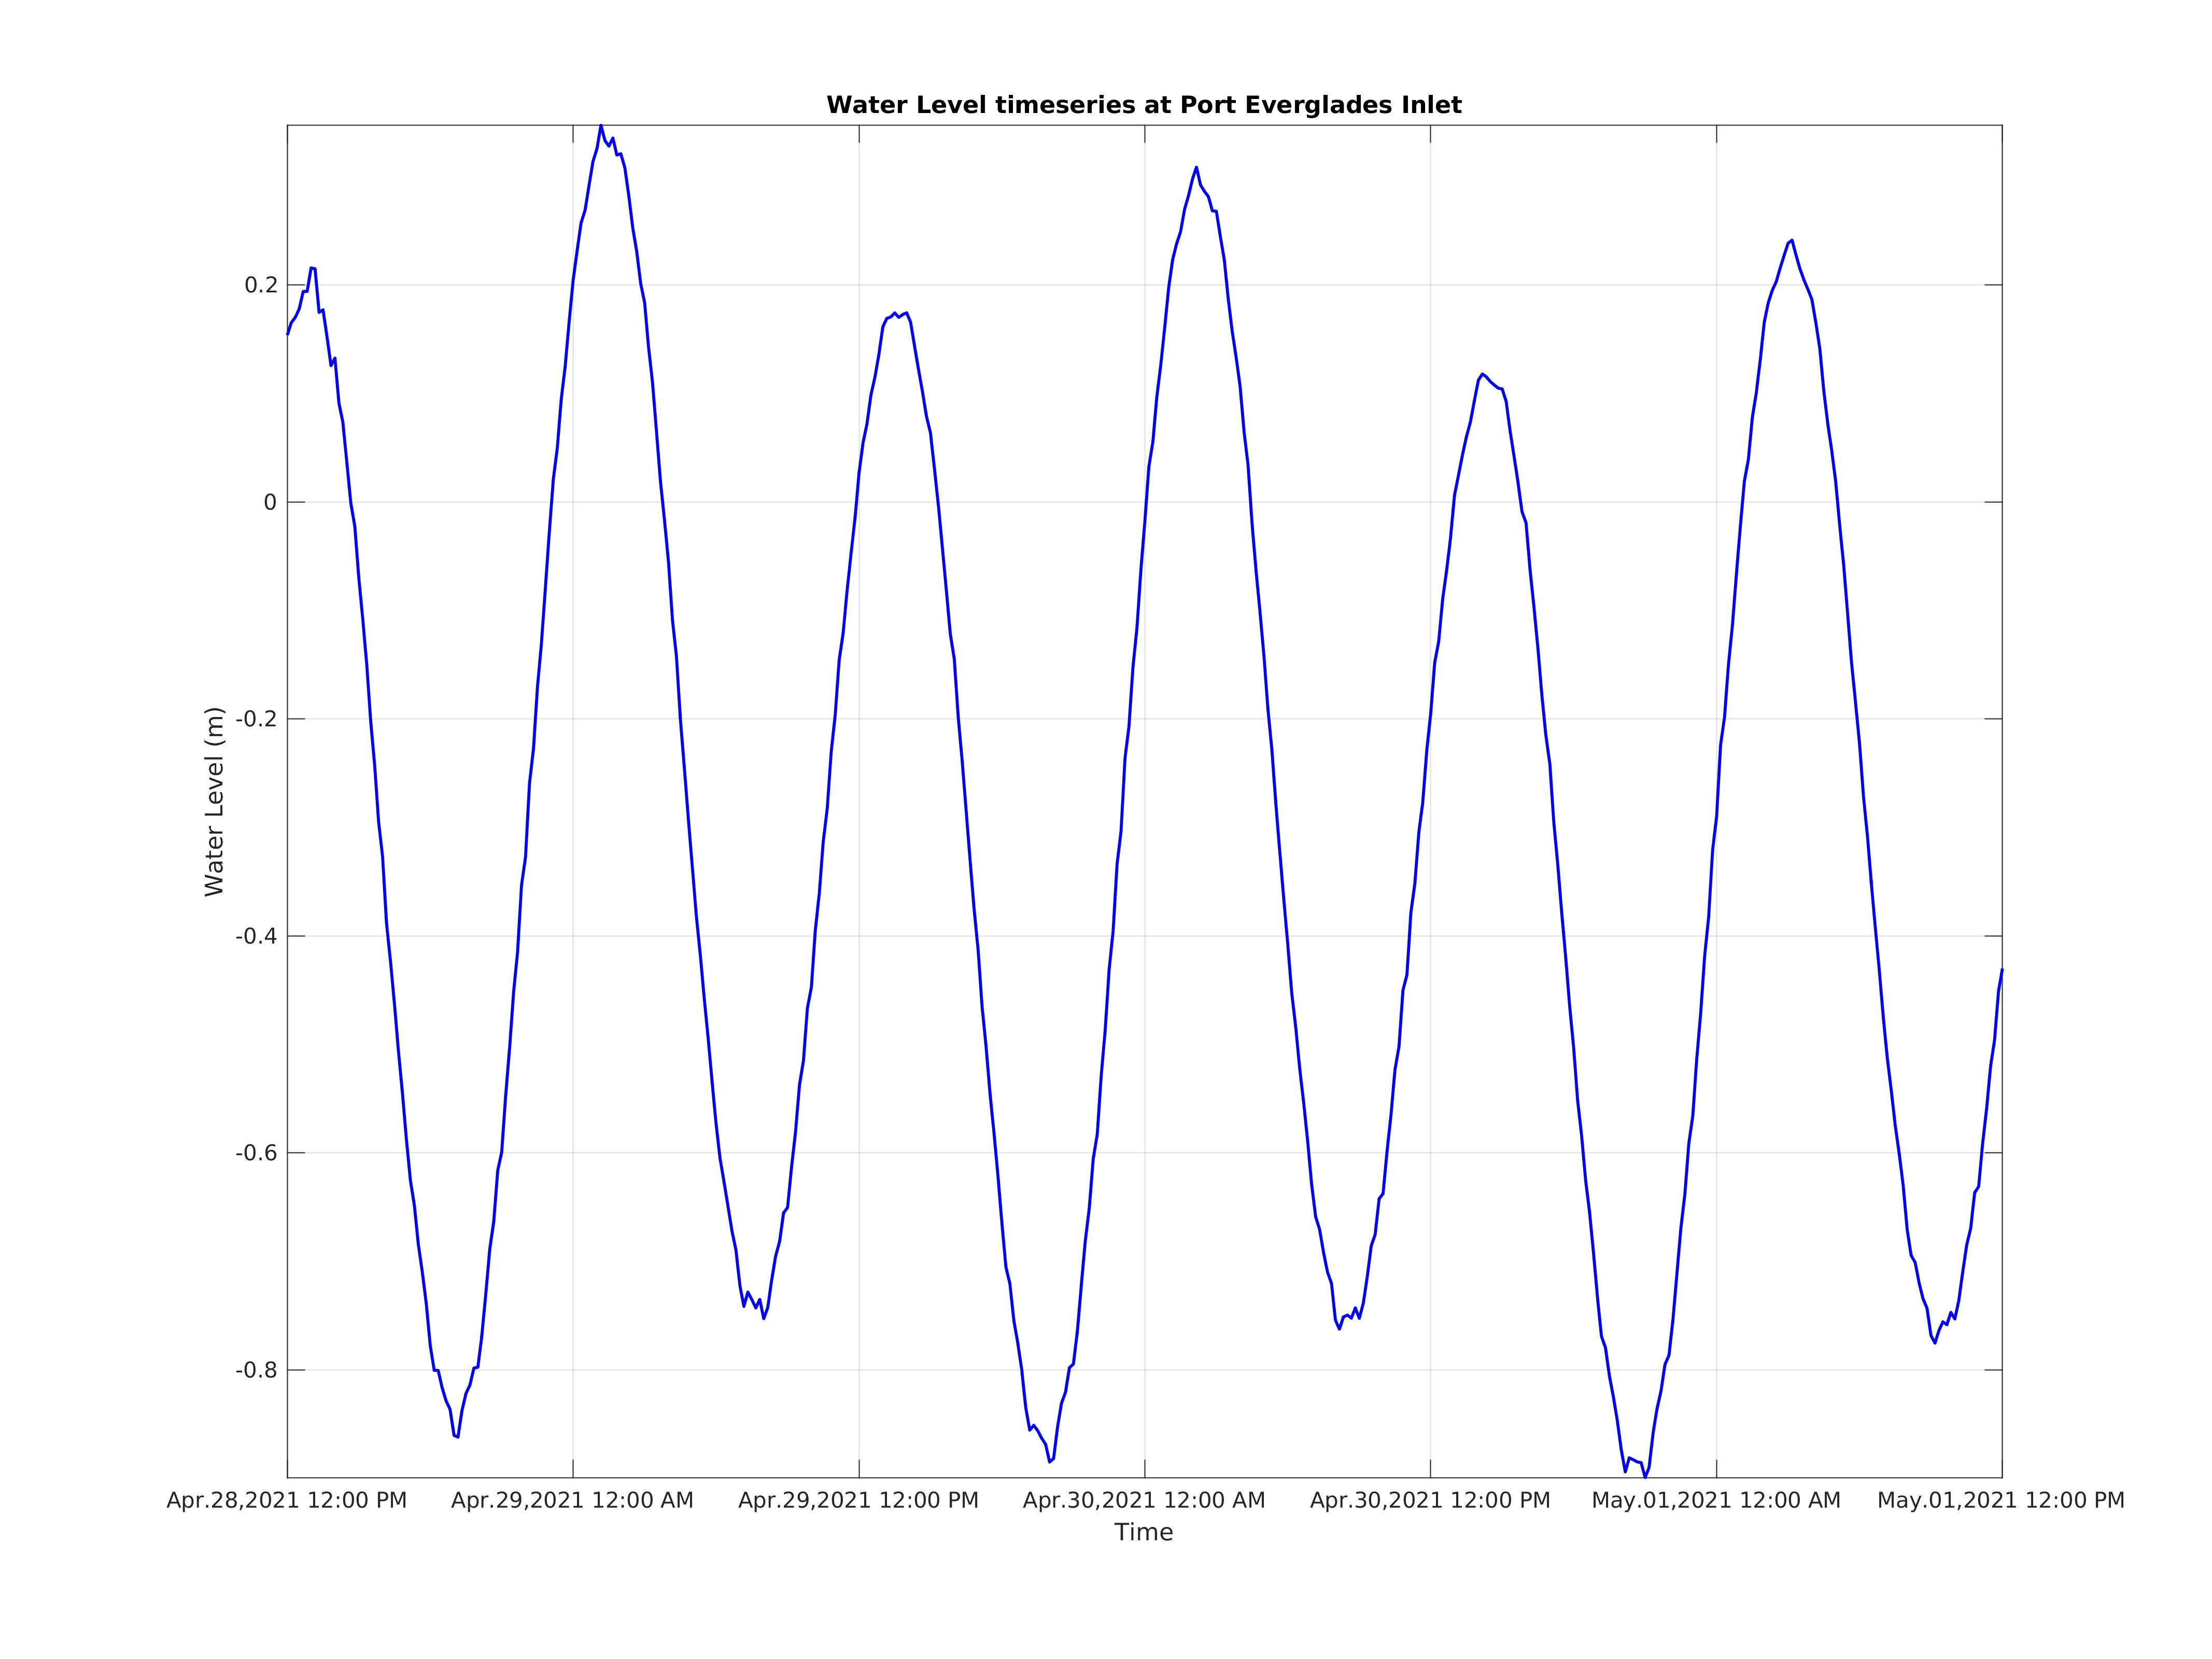 Water Level timeseries at Port Everglades Inlet
0.2
0
-0.2
-0.4
-0.6
-0.8
Water Level (m)
Apr.28,2021 12:00 PM Apr.29,2021 12:00 AM Apr.29,2021 12:00 PM Apr.30,2021 12:00 AM Apr.30,2021 12:00 PM May.01,2021 12:00 AM May.01,2021 12:00 PM
Time